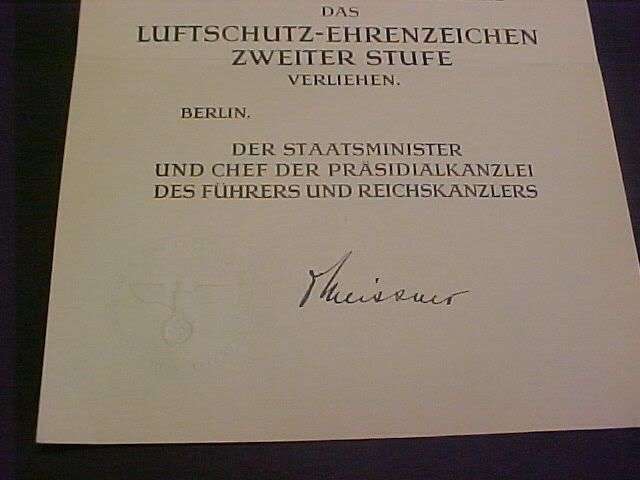 DAS
LUFTSCHUTZ-EHRENZEICHEN
ZWEITER STUFE
VERLIEHEN.
BERLIN.
DER STAATSMINISTER
UND CHEF DER PRÄSIDIALKANZLEI
DES FÜHRERS UND REICHSKANZLERS
Meissner